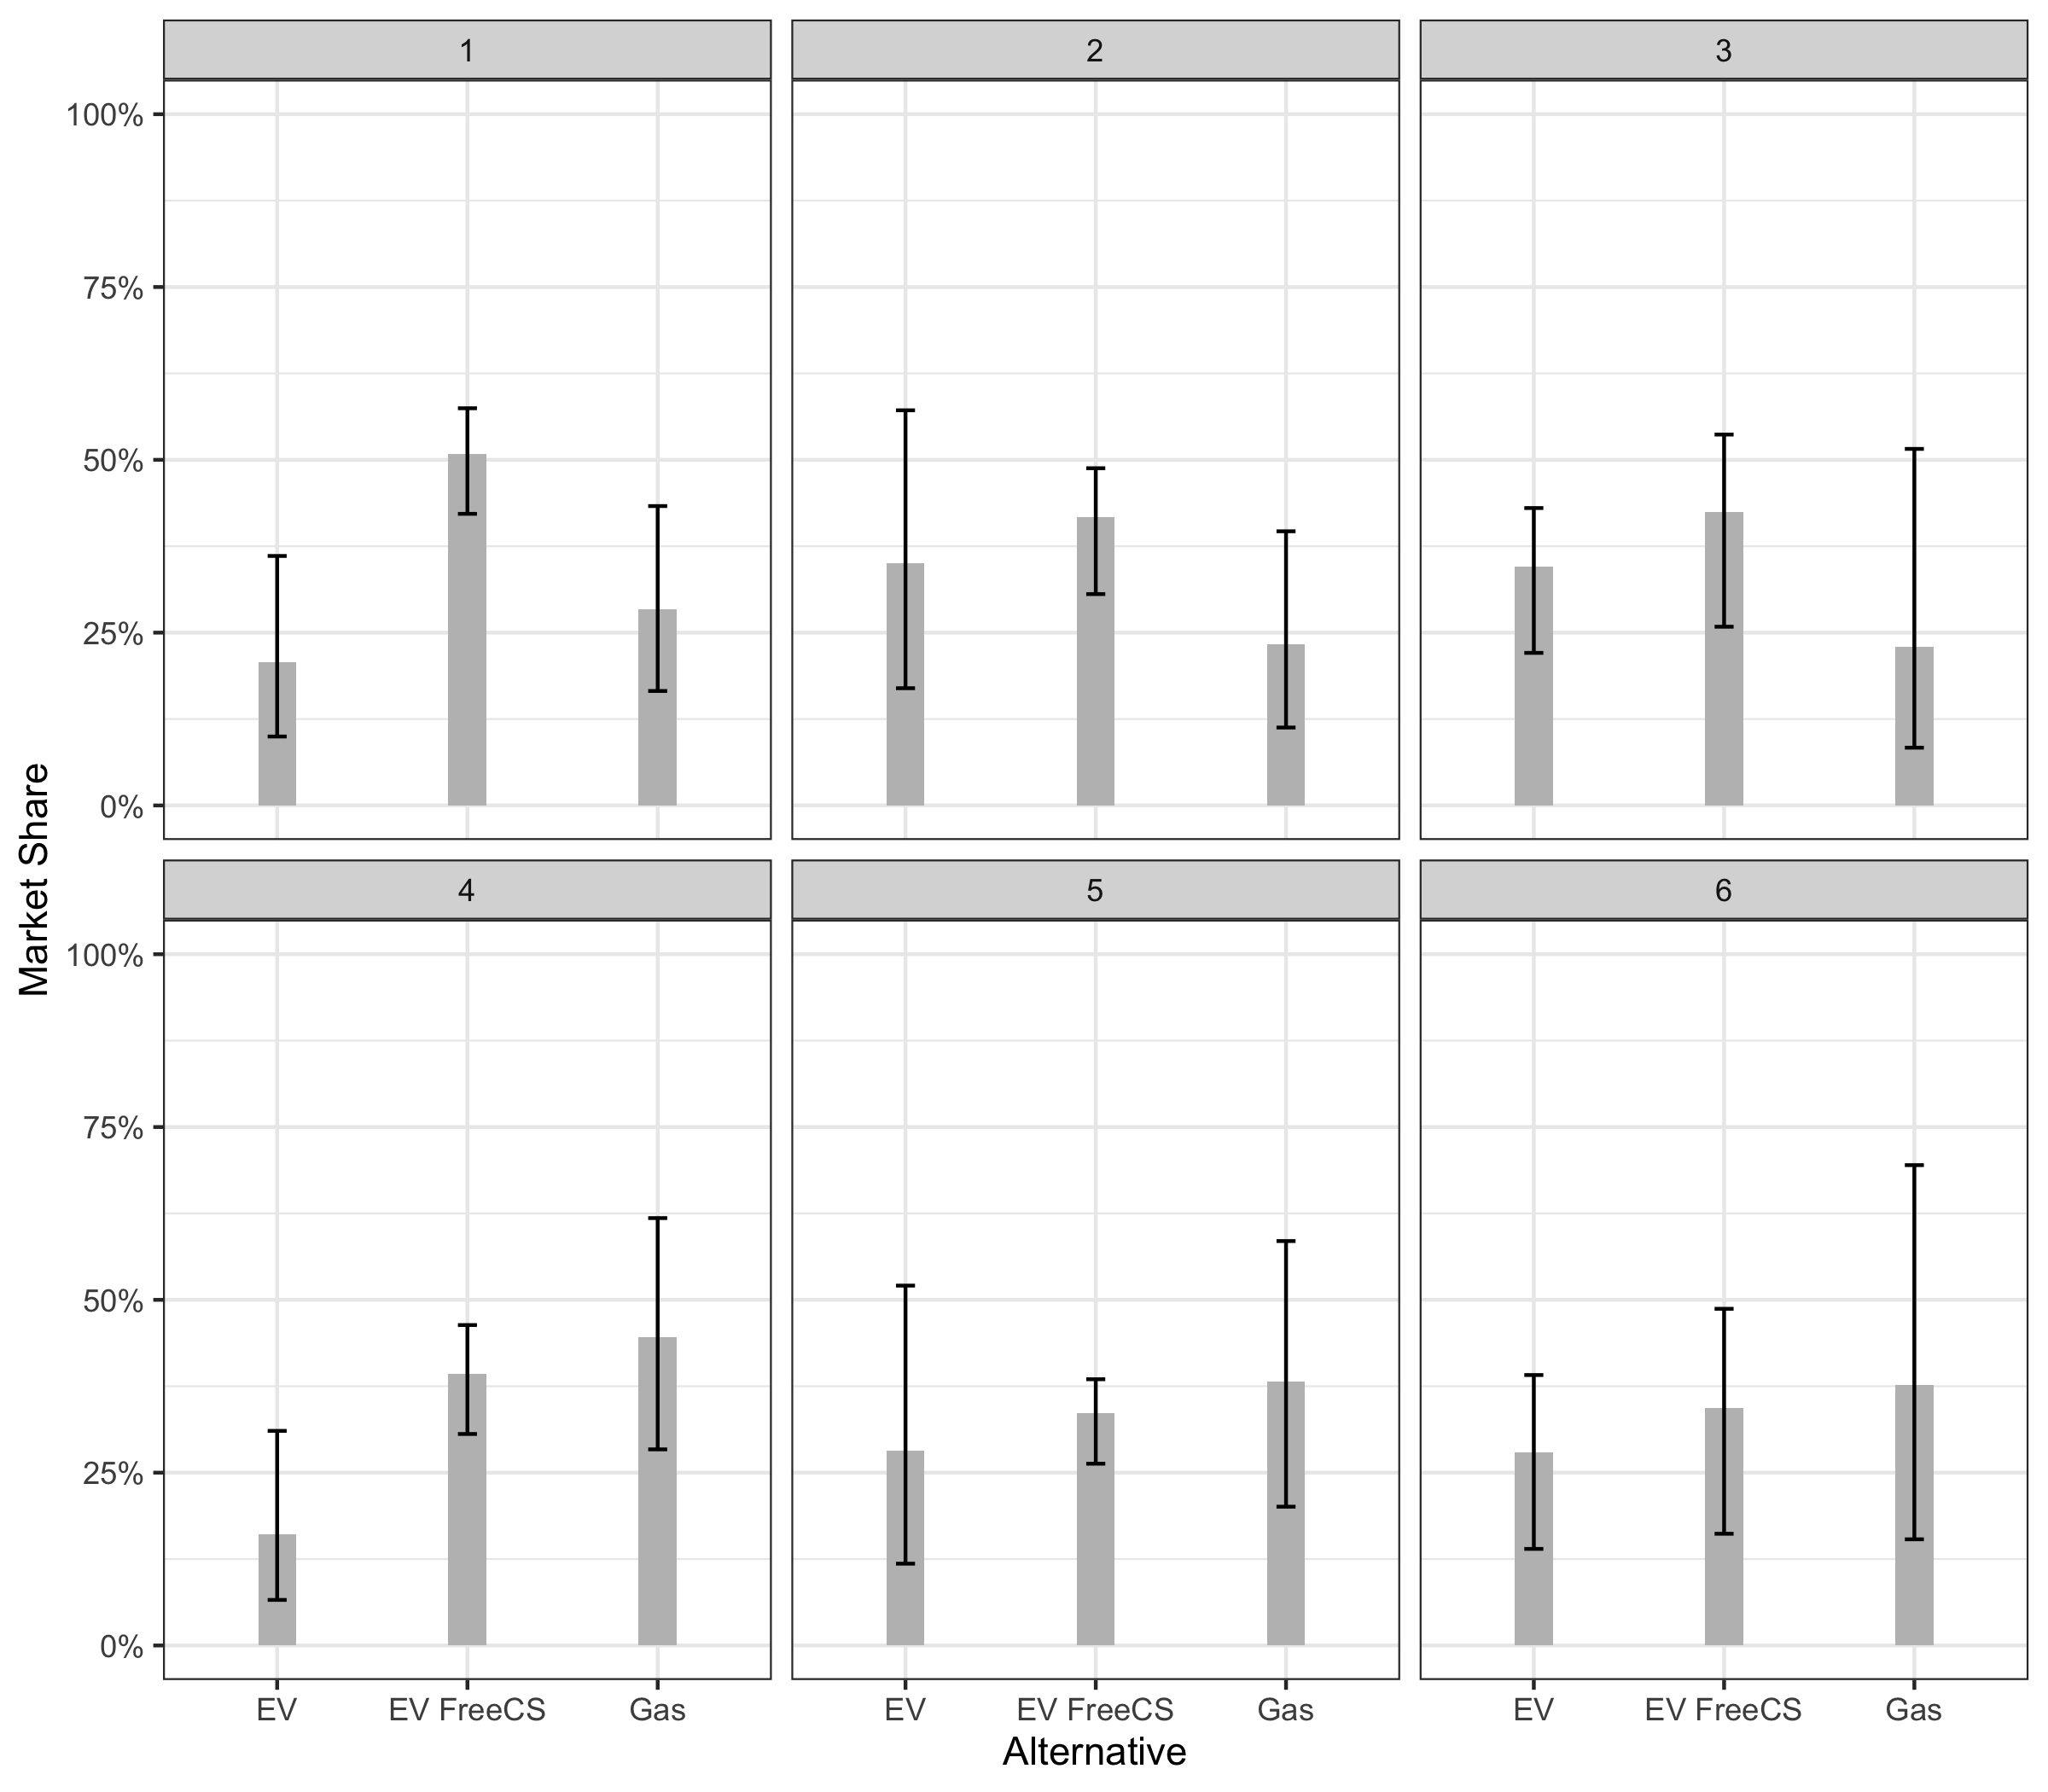 1
2
3
100%
75%
50%
25%
0%
Market Share
4
5
6
100%
75%
50%
25%
0%
EV
EV FreeCS
Gas
EV
EV FreeCS
Gas
EV
EV FreeCS
Gas
Alternative